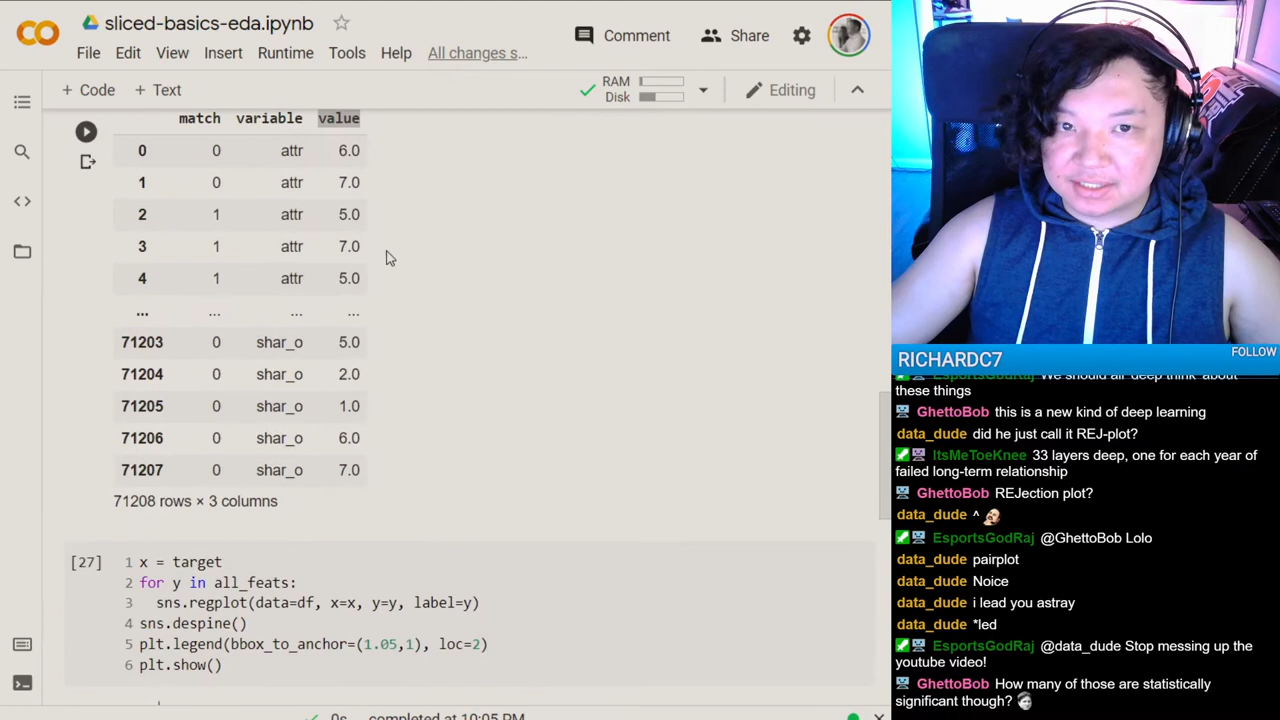 sliced-basics-eda.ipynb
File Edit View Insert Runtime Tools Help All changes s…
Comment Share
+ Code + Text
RAM
Disk
Editing
match variable value
0 0 attr 6.0
1 0 attr 7.0
2 1 attr 5.0
3 1 attr 7.0
4 1 attr 5.0
... ... ... ...
71203 0 shar_o 5.0
71204 0 shar_o 2.0
71205 0 shar_o 1.0
71206 0 shar_o 6.0
71207 0 shar_o 7.0
71208 rows × 3 columns
[27] 1 x = target
2 for y in all_feats:
3 sns.regplot(data=df, x=x, y=y, label=y)
4 sns.despine()
5 plt.legend(bbox_to_anchor=(1.05,1), loc=2)
6 plt.show()
0s completed at 10:05 PM
RICHARDC7
FOLLOW
EsportsGodRaj We should all deep think about
these things
GhettoBob this is a new kind of deep learning
data_dude did he just call it REJ-plot?
ItsMeToeKnee 33 layers deep, one for each year of
failed long-term relationship
GhettoBob REJection plot?
data_dude ^
EsportsGodRaj @GhettoBob Lolo
data_dude pairplot
data_dude Noice
data_dude i lead you astray
data_dude *led
EsportsGodRaj @data_dude Stop messing up the
youtube video!
GhettoBob How many of those are statistically
significant though?